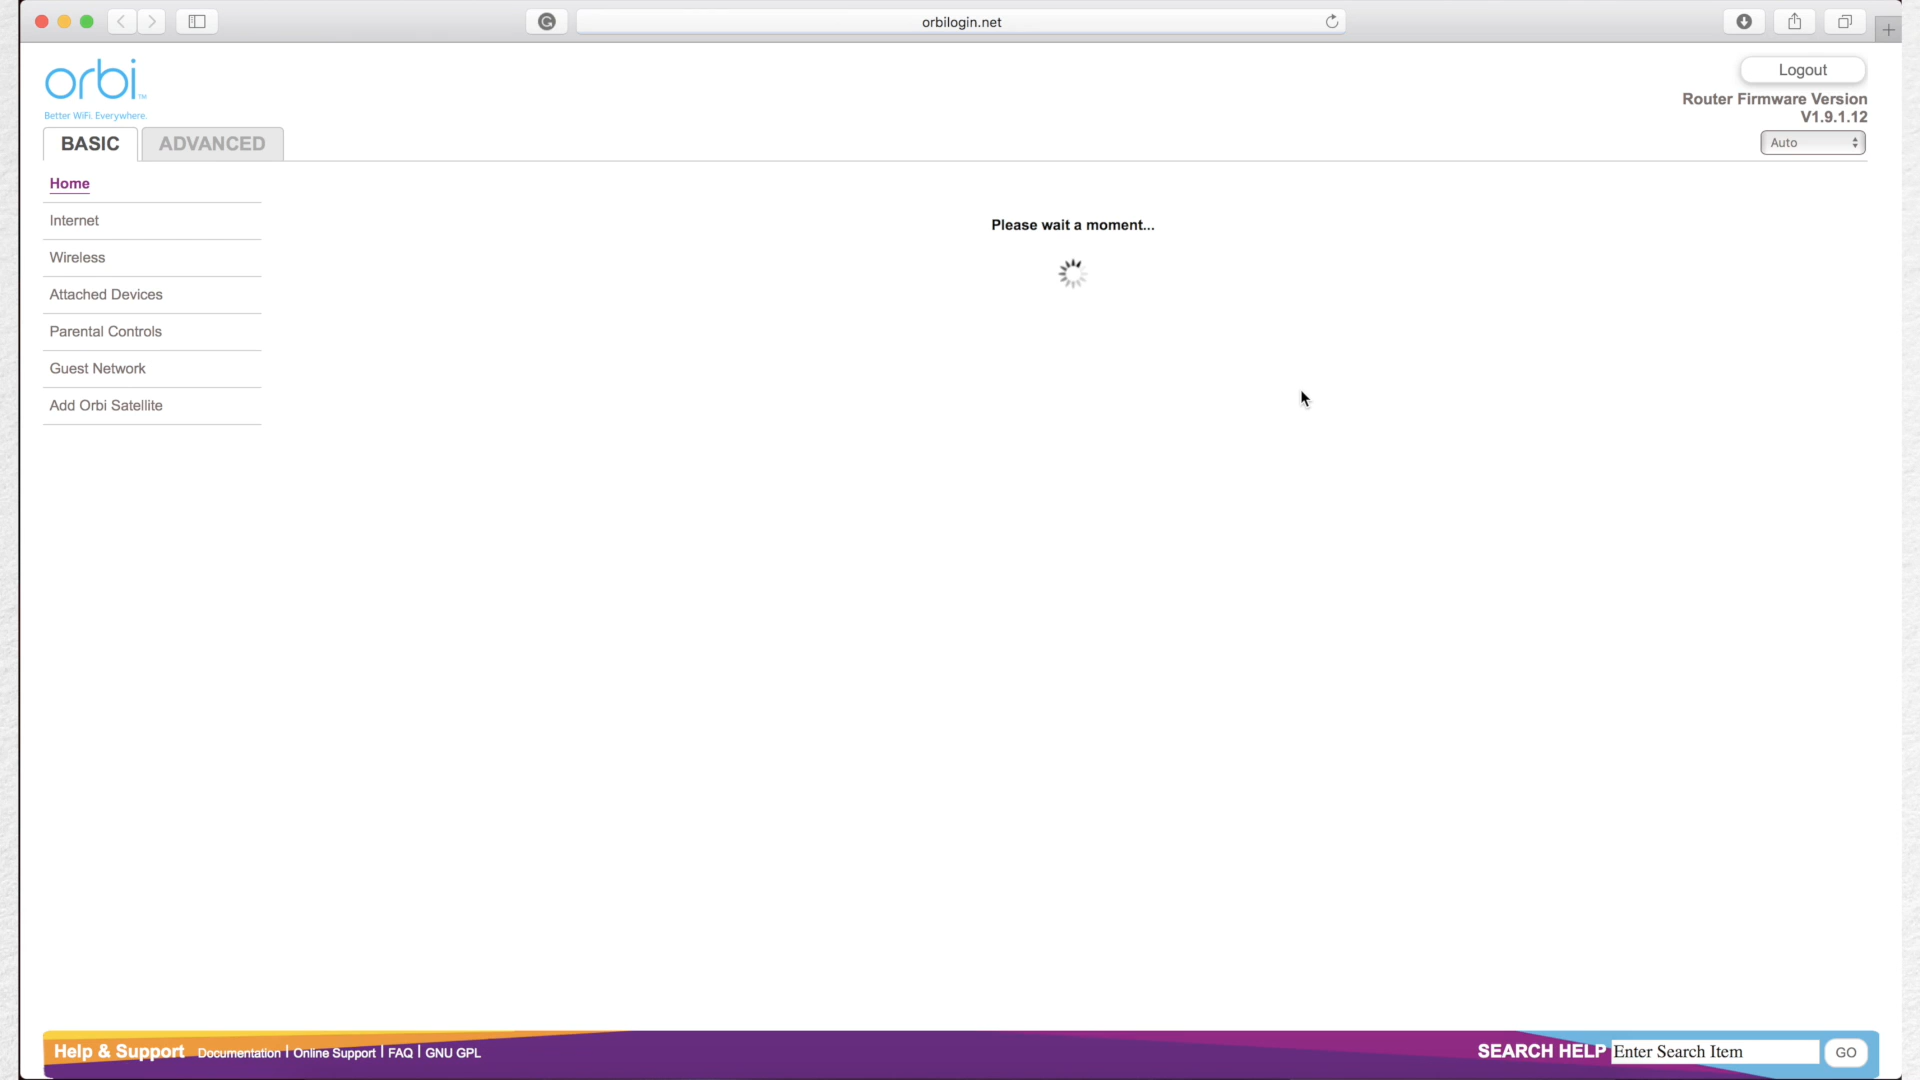 orbilogin.net
orbi™
Better WiFi. Everywhere.
Logout
Router Firmware Version
V1.9.1.12
BASIC
ADVANCED
Auto
Home
Internet
Wireless
Attached Devices
Parental Controls
Guest Network
Add Orbi Satellite
Please wait a moment...
Help & Support Documentation | Online Support | FAQ | GNU GPL
SEARCH HELP Enter Search Item GO